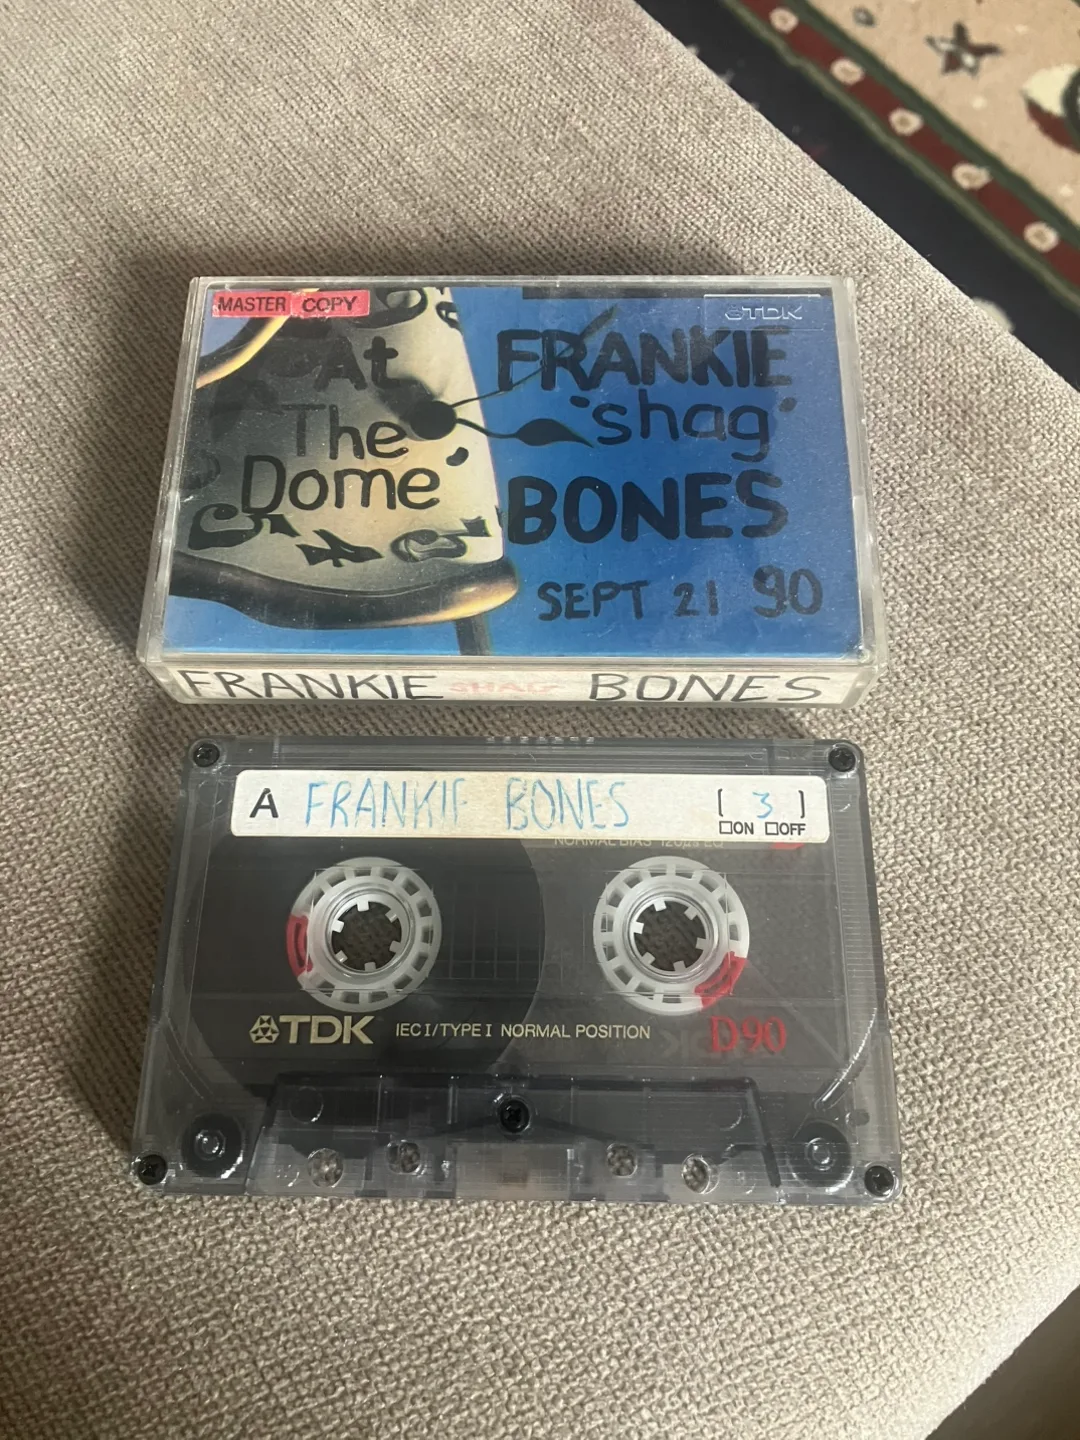 MASTER COPY
TDK
At
The
Dome
FRANKIE
'shag'
BONES
SEPT 21 90
FRANKIE SHAG BONES
A FRANKIE BONES [ 3 ]
ON OFF
NORMAL BIAS 120µs EQ
TDK IEC I/TYPE I NORMAL POSITION D90